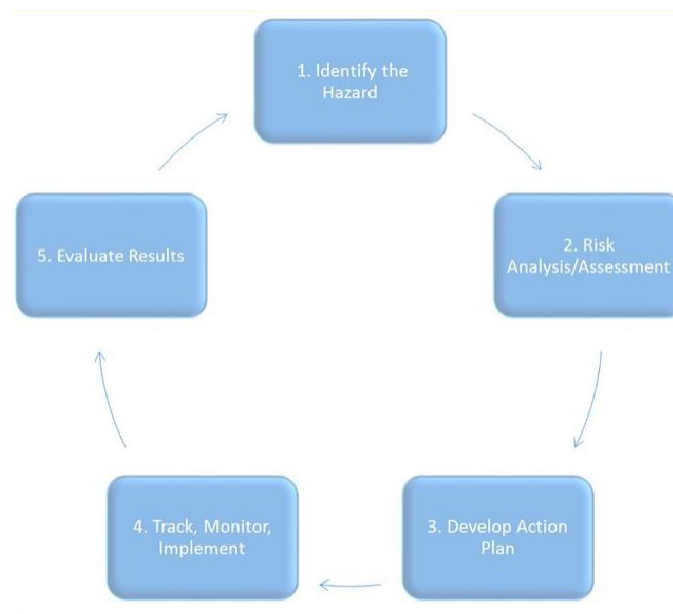 1. Identify the
Hazard
2. Risk
Analysis/Assessment
3. Develop Action
Plan
4. Track, Monitor,
Implement
5. Evaluate Results